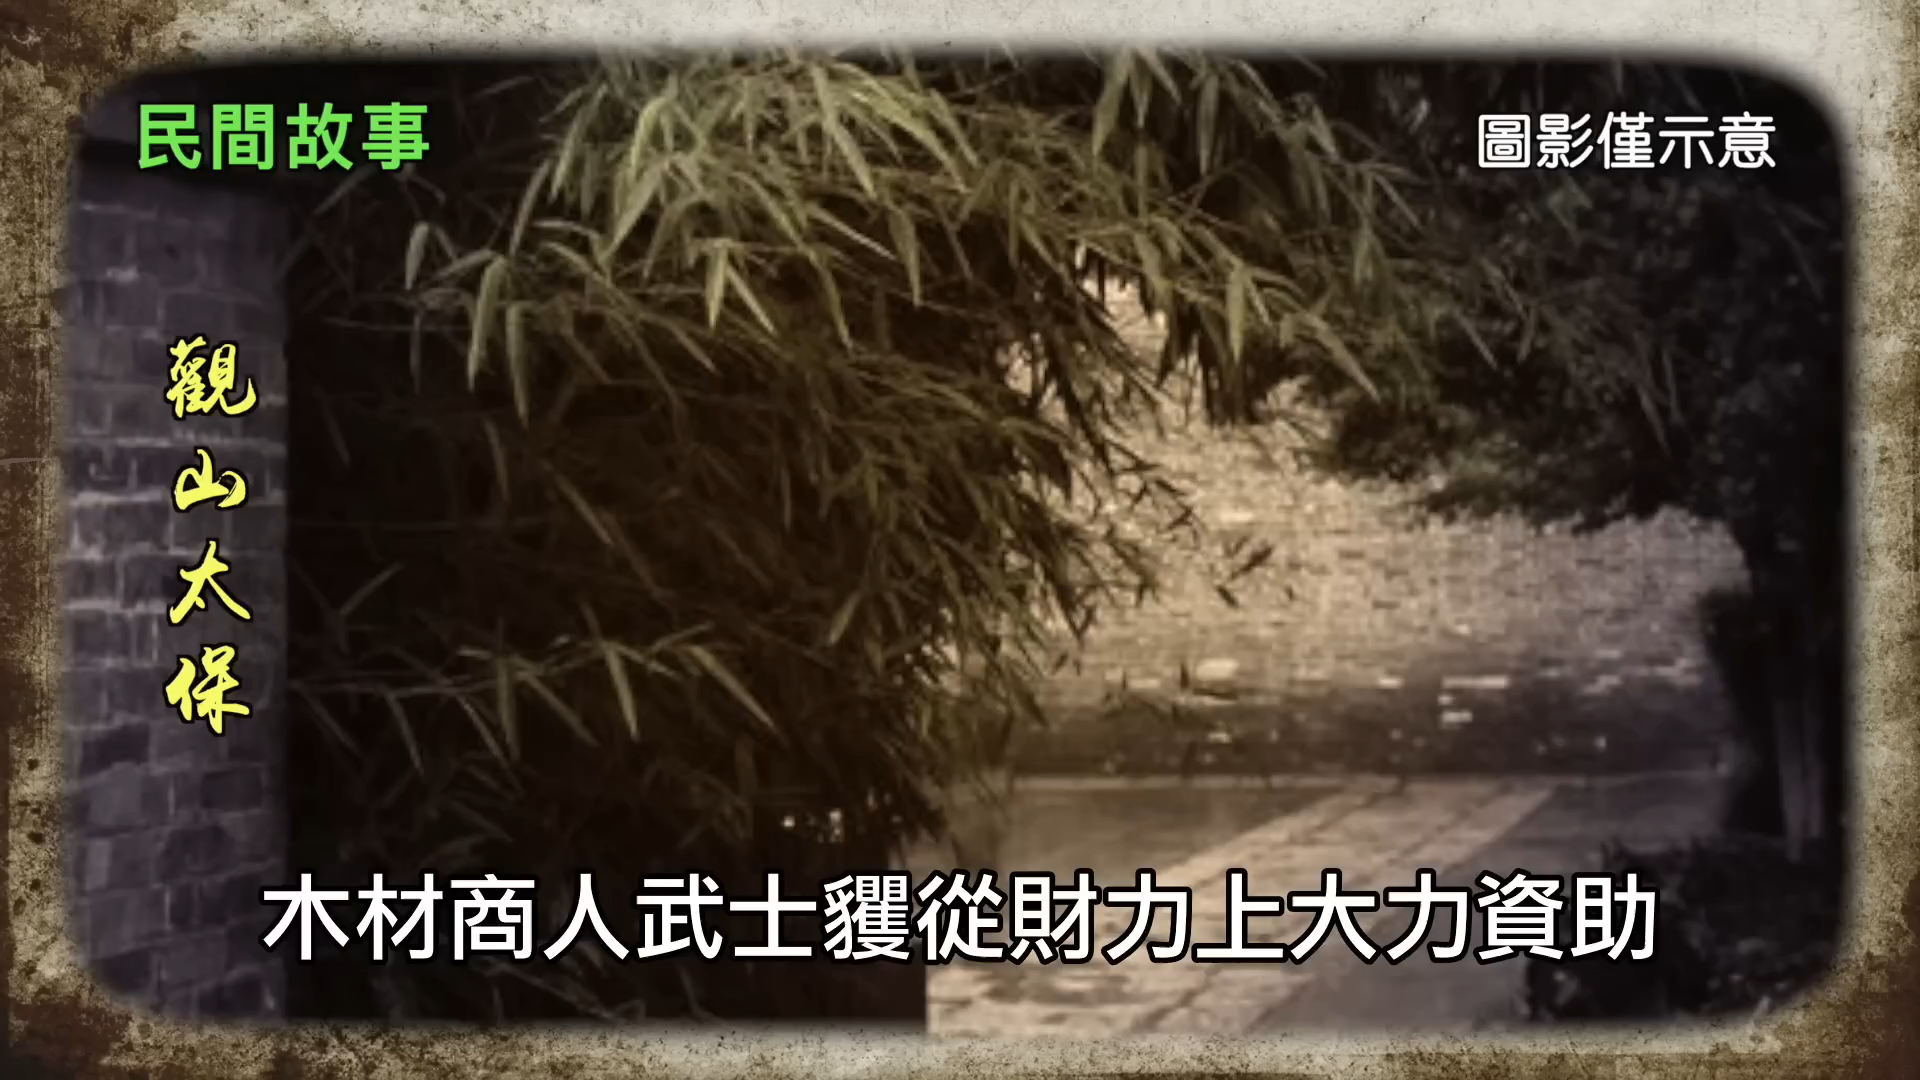 民間故事
圖影僅示意
觀山太保
木材商人武士貜從財力上大力資助